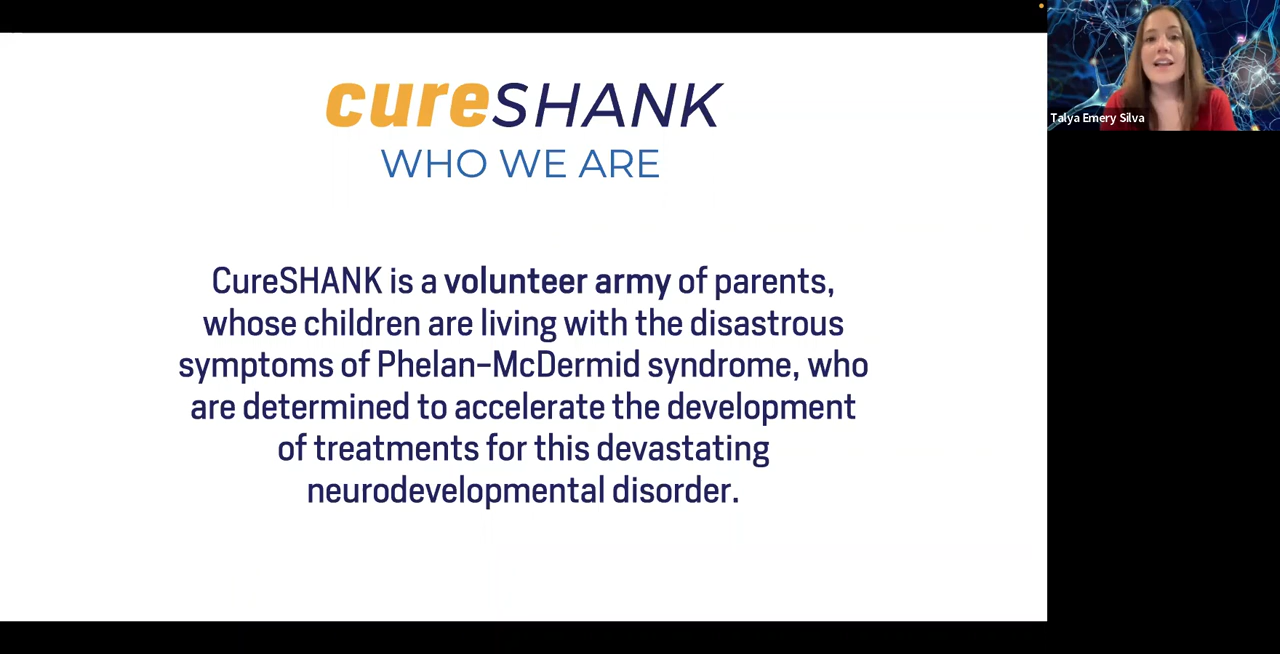 cureSHANK
WHO WE ARE
CureSHANK is a volunteer army of parents,
whose children are living with the disastrous
symptoms of Phelan-McDermid syndrome, who
are determined to accelerate the development
of treatments for this devastating
neurodevelopmental disorder.
Talya Emery Silva